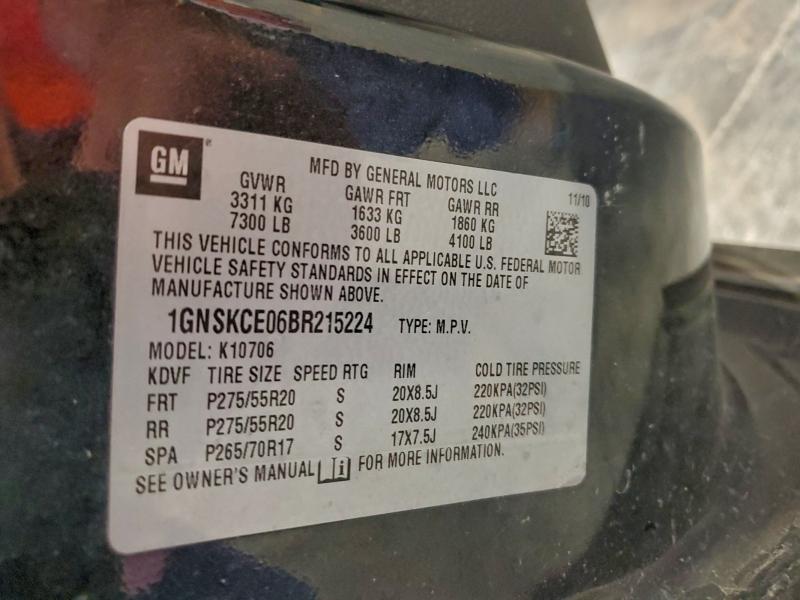 GM
MFD BY GENERAL MOTORS LLC
11/10
GVWR GAWR FRT GAWR RR
3311 KG 1633 KG 1860 KG
7300 LB 3600 LB 4100 LB
THIS VEHICLE CONFORMS TO ALL APPLICABLE U.S. FEDERAL MOTOR
VEHICLE SAFETY STANDARDS IN EFFECT ON THE DATE OF
MANUFACTURE SHOWN ABOVE.
1GNSKCE06BR215224 TYPE: M.P.V.
MODEL: K10706
KDVF TIRE SIZE SPEED RTG RIM COLD TIRE PRESSURE
FRT P275/55R20 S 20X8.5J 220KPA(32PSI)
RR P275/55R20 S 20X8.5J 220KPA(32PSI)
SPA P265/70R17 S 17X7.5J 240KPA(35PSI)
SEE OWNER'S MANUAL i FOR MORE INFORMATION.